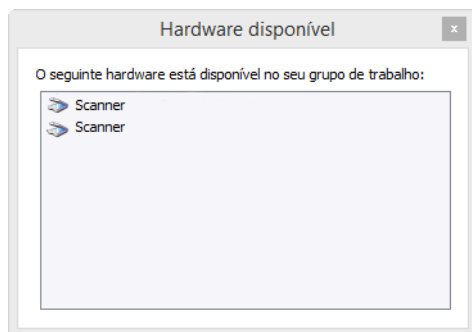 Hardware disponível
x
O seguinte hardware está disponível no seu grupo de trabalho:
Scanner
Scanner